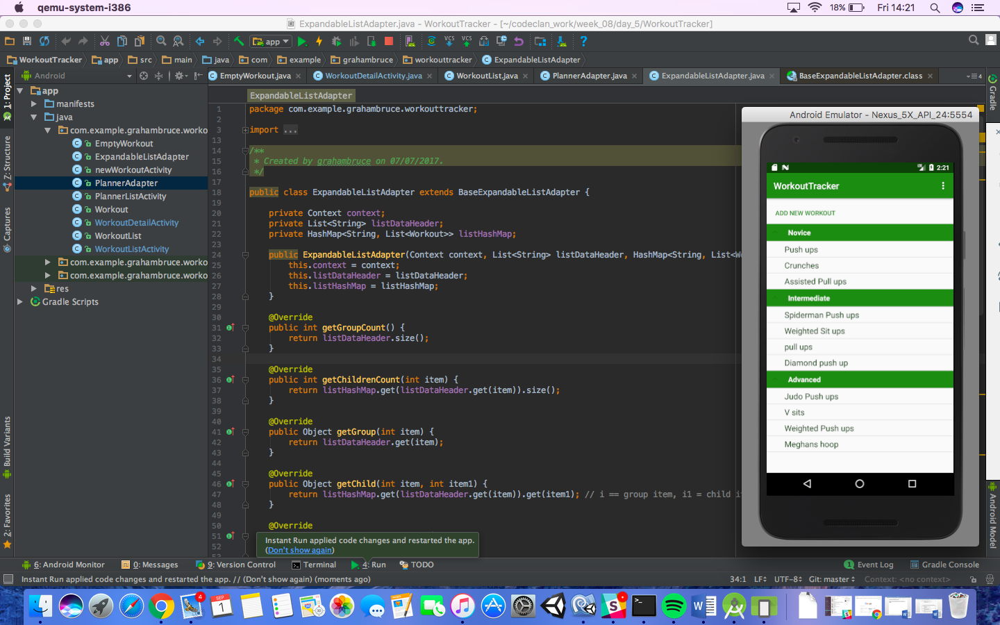 qemu-system-i386
18%
Fri 14:21
ExpandableListAdapter.java - WorkoutTracker - [~/codeclan_work/week_08/day_5/WorkoutTracker]
app
VCS
VCS
?
WorkoutTracker
app
src
main
java
com
example
grahambruce
workouttracker
ExpandableListAdapter
Android
EmptyWorkout.java
WorkoutDetailActivity.java
WorkoutList.java
PlannerAdapter.java
ExpandableListAdapter.java
BaseExpandableListAdapter.class
4
1: Project
Z: Structure
Captures
Build Variants
2: Favorites
app
manifests
java
com.example.grahambruce.worko
EmptyWorkout
ExpandableListAdapter
newWorkoutActivity
PlannerAdapter
PlannerListActivity
Workout
WorkoutDetailActivity
WorkoutList
WorkoutListActivity
com.example.grahambruce.worko
com.example.grahambruce.worko
res
Gradle Scripts
ExpandableListAdapter
1 package com.example.grahambruce.workouttracker;
2
3 import ...
13
14 /**
15 * Created by grahambruce on 07/07/2017.
16 */
17
18 public class ExpandableListAdapter extends BaseExpandableListAdapter {
19
20 private Context context;
21 private List<String> listDataHeader;
22 private HashMap<String, List<Workout>> listHashMap;
23
24 public ExpandableListAdapter(Context context, List<String> listDataHeader, HashMap<String, List<W
25 this.context = context;
26 this.listDataHeader = listDataHeader;
27 this.listHashMap = listHashMap;
28 }
29
30 @Override
31 public int getGroupCount() {
32 return listDataHeader.size();
33 }
34
35 @Override
36 public int getChildrenCount(int item) {
37 return listHashMap.get(listDataHeader.get(item)).size();
38 }
39
40 @Override
41 public Object getGroup(int item) {
42 return listDataHeader.get(item);
43 }
44
45 @Override
46 public Object getChild(int item, int item1) {
47 return listHashMap.get(listDataHeader.get(item)).get(item1); // i == group item, i1 = child i
48 }
49
50 @Override
51
52
Android Emulator - Nexus_5X_API_24:5554
2:21
WorkoutTracker
ADD NEW WORKOUT
Novice
Push ups
Crunches
Assisted Pull ups
Intermediate
Spiderman Push ups
Weighted Sit ups
pull ups
Diamond push up
Advanced
Judo Push ups
V sits
Weighted Push ups
Meghans hoop
Gradle
Android Model
Instant Run applied code changes and restarted the app.
(Don't show again)
6: Android Monitor
0: Messages
9: Version Control
Terminal
4: Run
TODO
1 Event Log
Gradle Console
Instant Run applied code changes and restarted the app. // (Don't show again) (moments ago)
34:1
LF
UTF-8
Git: master
Context: <no context>
4
SEP
1